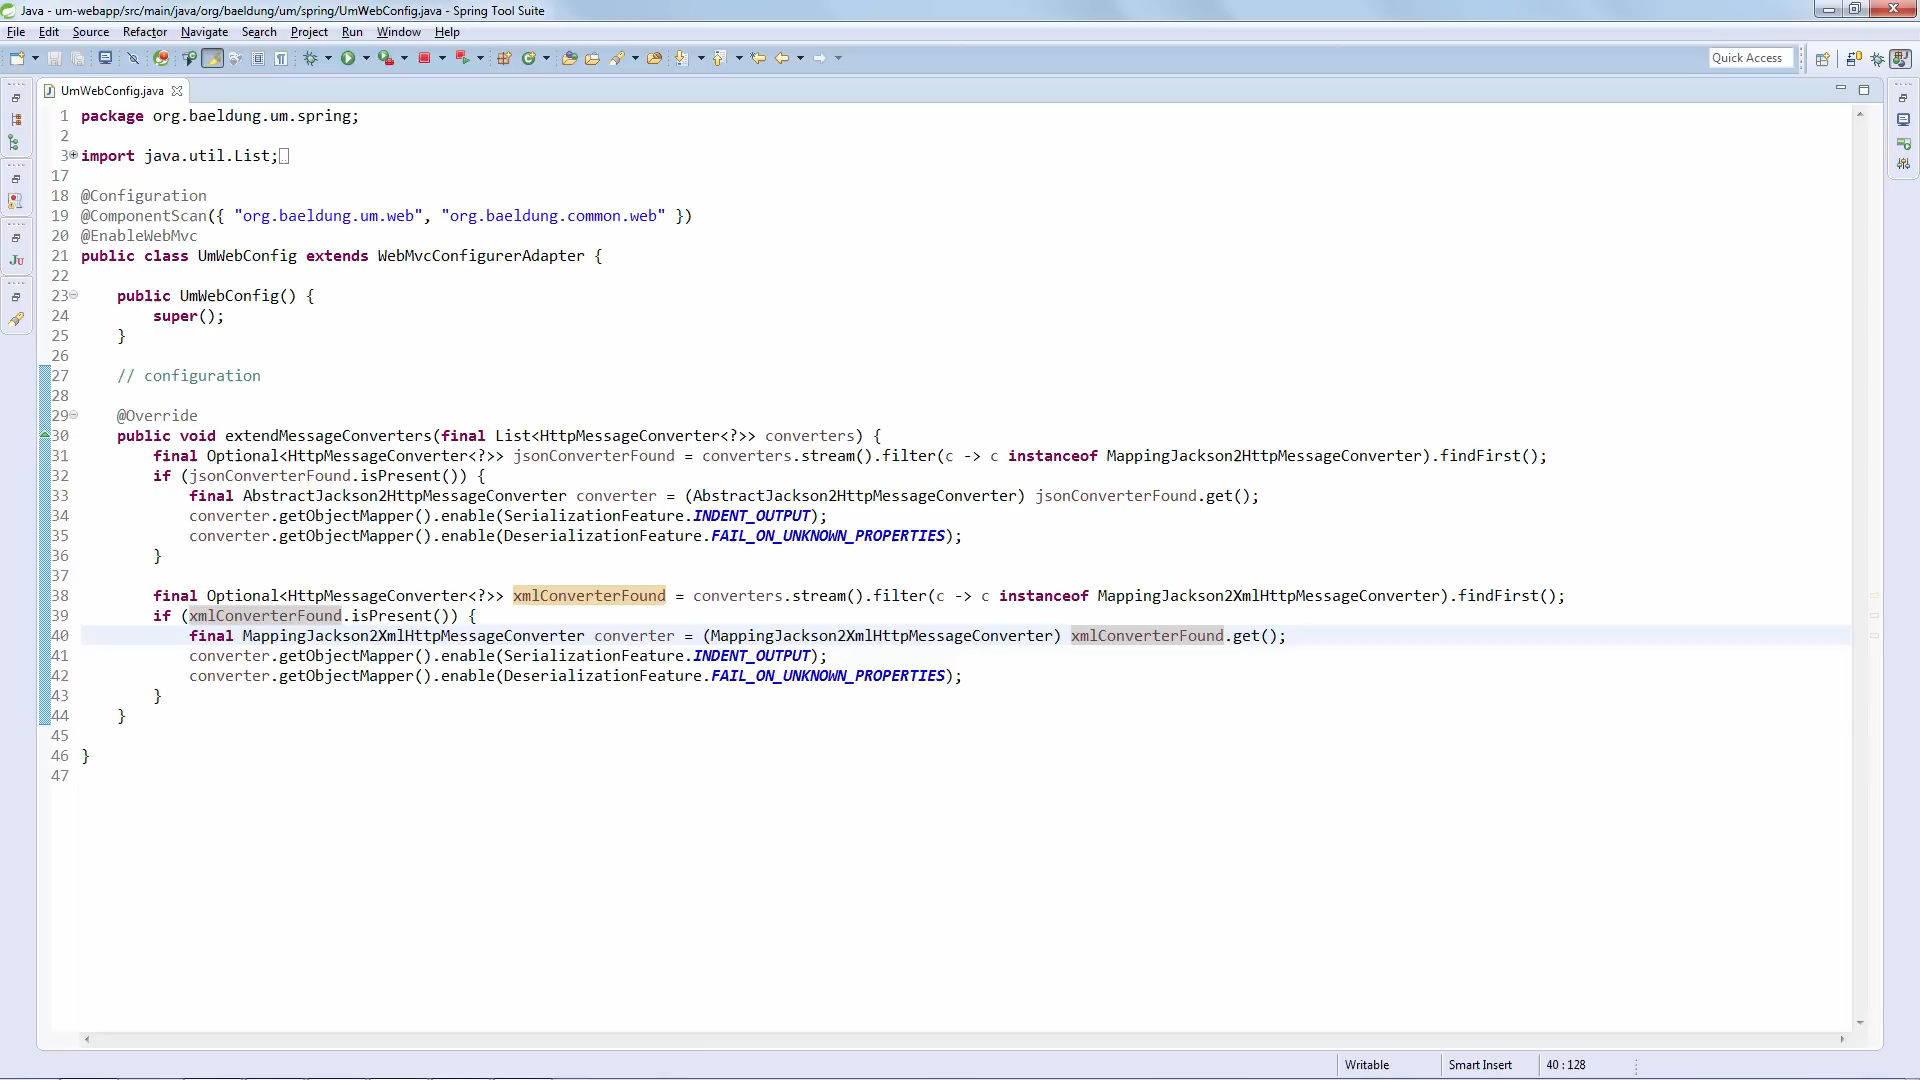 Java - um-webapp/src/main/java/org/baeldung/um/spring/UmWebConfig.java - Spring Tool Suite
File Edit Source Refactor Navigate Search Project Run Window Help
Quick Access
UmWebConfig.java
1 package org.baeldung.um.spring;
2
3 import java.util.List;
17
18 @Configuration
19 @ComponentScan({ "org.baeldung.um.web", "org.baeldung.common.web" })
20 @EnableWebMvc
21 public class UmWebConfig extends WebMvcConfigurerAdapter {
22
23     public UmWebConfig() {
24         super();
25     }
26
27     // configuration
28
29     @Override
30     public void extendMessageConverters(final List<HttpMessageConverter<?>> converters) {
31         final Optional<HttpMessageConverter<?>> jsonConverterFound = converters.stream().filter(c -> c instanceof MappingJackson2HttpMessageConverter).findFirst();
32         if (jsonConverterFound.isPresent()) {
33             final AbstractJackson2HttpMessageConverter converter = (AbstractJackson2HttpMessageConverter) jsonConverterFound.get();
34             converter.getObjectMapper().enable(SerializationFeature.INDENT_OUTPUT);
35             converter.getObjectMapper().enable(DeserializationFeature.FAIL_ON_UNKNOWN_PROPERTIES);
36         }
37
38         final Optional<HttpMessageConverter<?>> xmlConverterFound = converters.stream().filter(c -> c instanceof MappingJackson2XmlHttpMessageConverter).findFirst();
39         if (xmlConverterFound.isPresent()) {
40             final MappingJackson2XmlHttpMessageConverter converter = (MappingJackson2XmlHttpMessageConverter) xmlConverterFound.get();
41             converter.getObjectMapper().enable(SerializationFeature.INDENT_OUTPUT);
42             converter.getObjectMapper().enable(DeserializationFeature.FAIL_ON_UNKNOWN_PROPERTIES);
43         }
44     }
45
46 }
47
Writable Smart Insert 40 : 128